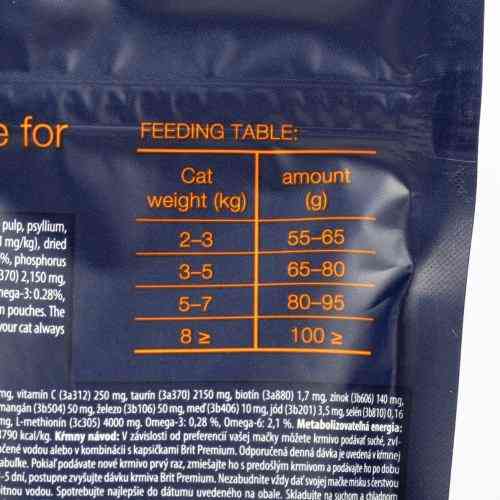 e for
FEEDING TABLE:
Cat weight (kg) amount (g)
2–3 55–65
3–5 65–80
5–7 80–95
8 ≥ 100 ≥
pulp, psyllium,
mg/kg), dried
%, phosphorus
370) 2,150 mg,
mega-3: 0.28%,
n pouches. The
your cat always
mg, vitamín C (3a312) 250 mg, taurín (3a370) 2150 mg, biotín (3a880) 1,7 mg, zinok (3b606) 140 mg,
mangán (3b504) 50 mg, železo (3b106) 50 mg, meď (3b406) 10 mg, jód (3b201) 3,5 mg, selén (3b810) 0,16
mg, L-methionín (3c305) 4000 mg. Omega-3: 0,28 %, Omega-6: 2,1 %. Metabolizovateľná energia:
3790 kcal/kg. Kŕmny návod: V závislosti od preferencií vašej mačky môžete krmivo podávať suché, zvl-
čené vodou alebo v kombinácii s kapsičkami Brit Premium. Odporučená denná dávka je uvedená v kŕmnej
tabuľke. Pokiaľ podávate nové krmivo prvý raz, zmiešajte ho s predošlým krmivom a podávajte ho po dobu
-5 dní, postupne zvyšujte dávku Brit Premium. Nezabudnite vždy dať svojej mačke misku s čerstvou
pitnou vodou. Spotrebujte najlepšie do dátumu uvedeného na obale. Skladujte na suchom a chladnom